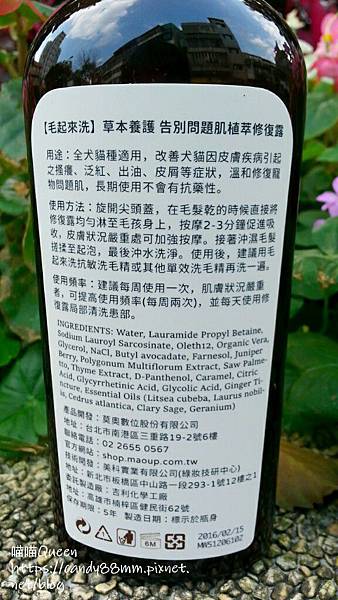 【毛起來洗】草本養護 告別問題肌植萃修復露
用途：全犬貓種適用，改善犬貓因皮膚疾病引起
之搔癢、泛紅、出油、皮屑等症狀，溫和修復寵
物問題肌，長期使用不會有抗藥性。
使用方法：旋開尖頭蓋，在毛髮乾的時候直接將
修復露均勻淋至毛孩身上，按摩2-3分鐘促進吸
收，皮膚狀況嚴重處可加強按摩。接著沖濕毛髮
搓揉至起泡，最後沖水洗淨。使用後，建議用毛
起來洗抗敏洗毛精或其他單效洗毛精再洗一遍。
使用頻率：建議每周使用一次，肌膚狀況嚴重
者，可提高使用頻率(每周兩次)，並每天使用修
復露局部清洗患部。
INGREDIENTS: Water, Lauramide Propyl Betaine,
Sodium Lauroyl Sarcosinate, Oleth12, Organic Vera,
Glycerol, NaCl, Butyl avocadate, Farnesol, Juniper
Berry, Polygonum Multiflorum Extract, Saw Palme-
tto, Thyme Extract, D-Panthenol, Caramel, Citric
Acid, Glycyrrhetinic Acid, Glycolic Acid, Ginger Ti-
ncture, Essential Oils (Litsea cubeba, Laurus nobil-
is, Cedrus atlantica, Clary Sage, Geranium)
產品設計：莫奧數位股份有限公司
地址：台北市南港區三重路19-2號6樓
聯絡電話：02 2655 0567
官方網站：shop.maoup.com.tw
技術開發：美科實業有限公司(綠妝技研中心)
地址：新北市板橋區中山路一段293-1號12樓之1
委託製造廠：吉利化學工廠
地址：高雄市楠梓區健民街62號
保存期限：5年 製造日期：標示於瓶身
6M
2016/02/15
MW51206102
喵喵Queen
https://candy88mm.pixnet.
net/blog